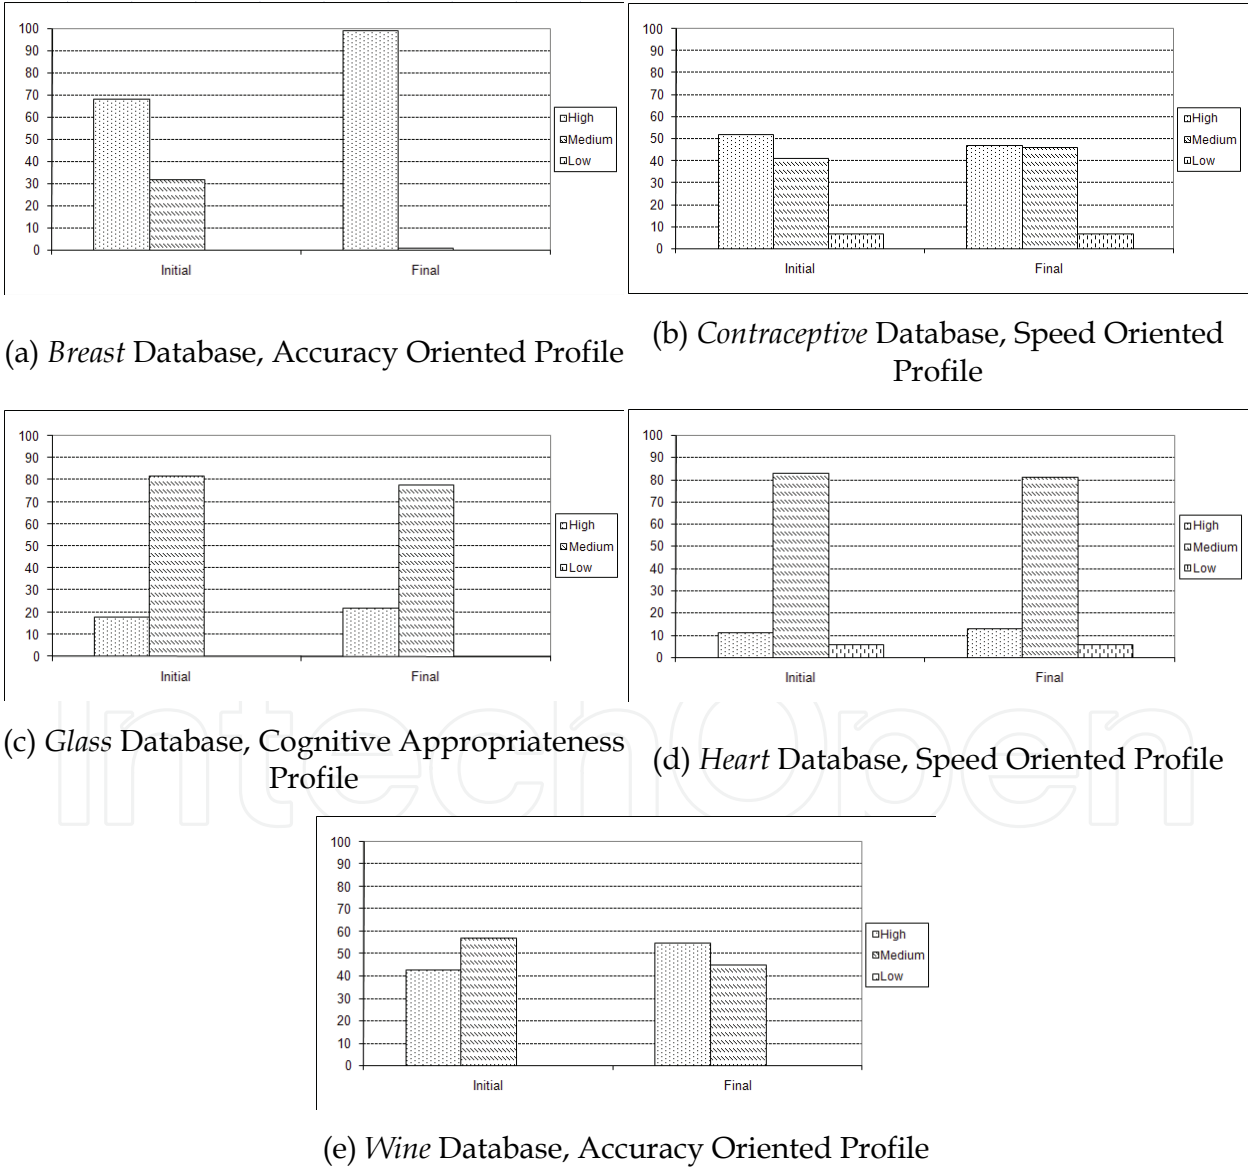 100
90
80
70
60
50
40
30
20
10
0
Initial
Final
High
Medium
Low
(a) Breast Database, Accuracy Oriented Profile
100
90
80
70
60
50
40
30
20
10
0
Initial
Final
High
Medium
Low
(b) Contraceptive Database, Speed Oriented
Profile
100
90
80
70
60
50
40
30
20
10
0
Initial
Final
High
Medium
Low
(c) Glass Database, Cognitive Appropriateness
Profile
100
90
80
70
60
50
40
30
20
10
0
Initial
Final
High
Medium
Low
(d) Heart Database, Speed Oriented Profile
IntechOpen
100
90
80
70
60
50
40
30
20
10
0
Initial
Final
High
Medium
Low
(e) Wine Database, Accuracy Oriented Profile